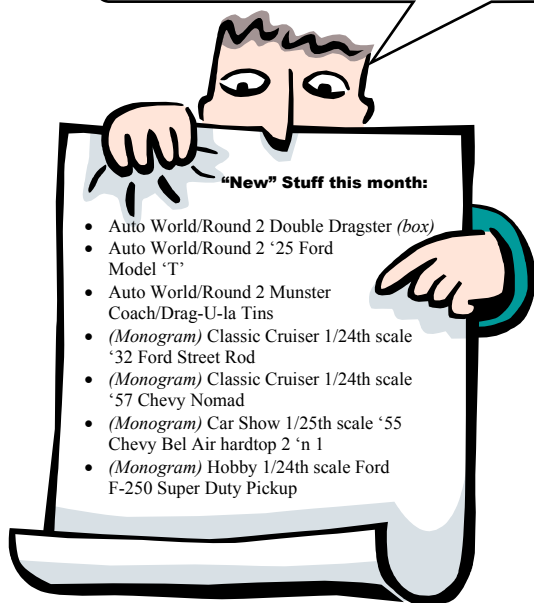 “New” Stuff this month:
• Auto World/Round 2 Double Dragster (box)
• Auto World/Round 2 ‘25 Ford
Model ‘T’
• Auto World/Round 2 Munster
Coach/Drag-U-la Tins
• (Monogram) Classic Cruiser 1/24th scale
‘32 Ford Street Rod
• (Monogram) Classic Cruiser 1/24th scale
‘57 Chevy Nomad
• (Monogram) Car Show 1/25th scale ‘55
Chevy Bel Air hardtop 2 ‘n 1
• (Monogram) Hobby 1/24th scale Ford
F-250 Super Duty Pickup